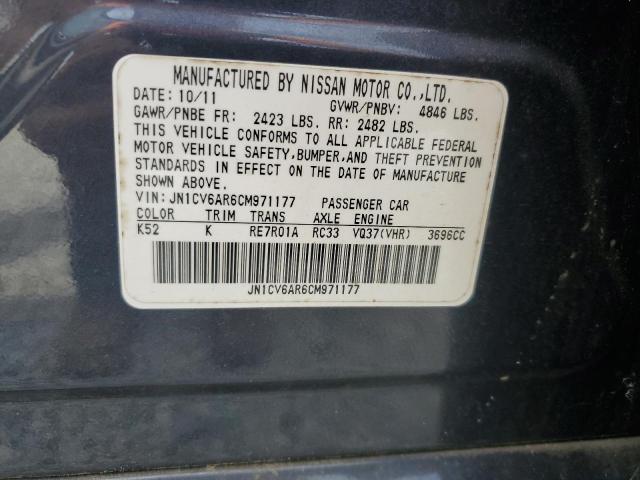 MANUFACTURED BY NISSAN MOTOR CO.,LTD.
DATE: 10/11 GVWR/PNBV: 4846 LBS.
GAWR/PNBE FR: 2423 LBS. RR: 2482 LBS.
THIS VEHICLE CONFORMS TO ALL APPLICABLE FEDERAL
MOTOR VEHICLE SAFETY,BUMPER,AND THEFT PREVENTION
STANDARDS IN EFFECT ON THE DATE OF MANUFACTURE
SHOWN ABOVE.
VIN: JN1CV6AR6CM971177 PASSENGER CAR
COLOR TRIM TRANS AXLE ENGINE
K52 K RE7R01A RC33 VQ37(VHR) 3696CC
JN1CV6AR6CM971177